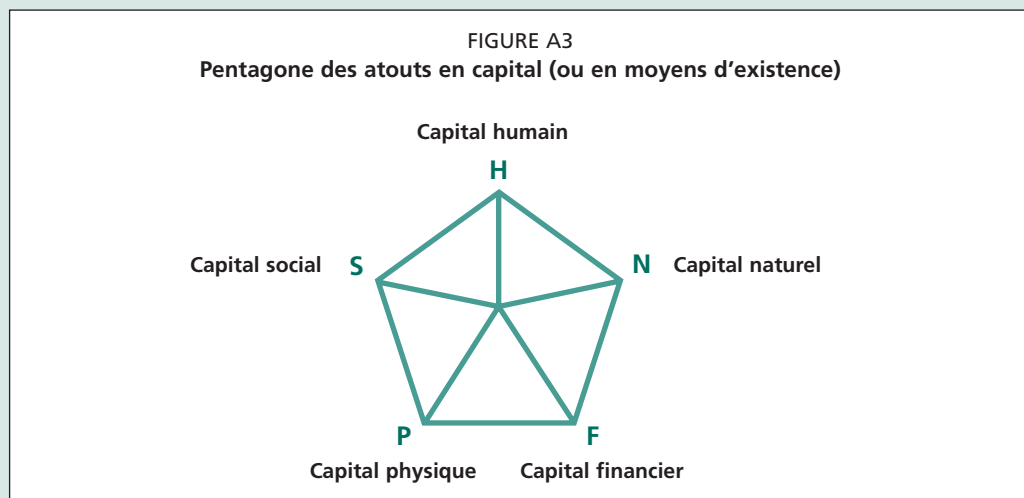 FIGURE A3
Pentagone des atouts en capital (ou en moyens d'existence)
Capital humain
H
Capital social S
N Capital naturel
P
F
Capital physique
Capital financier